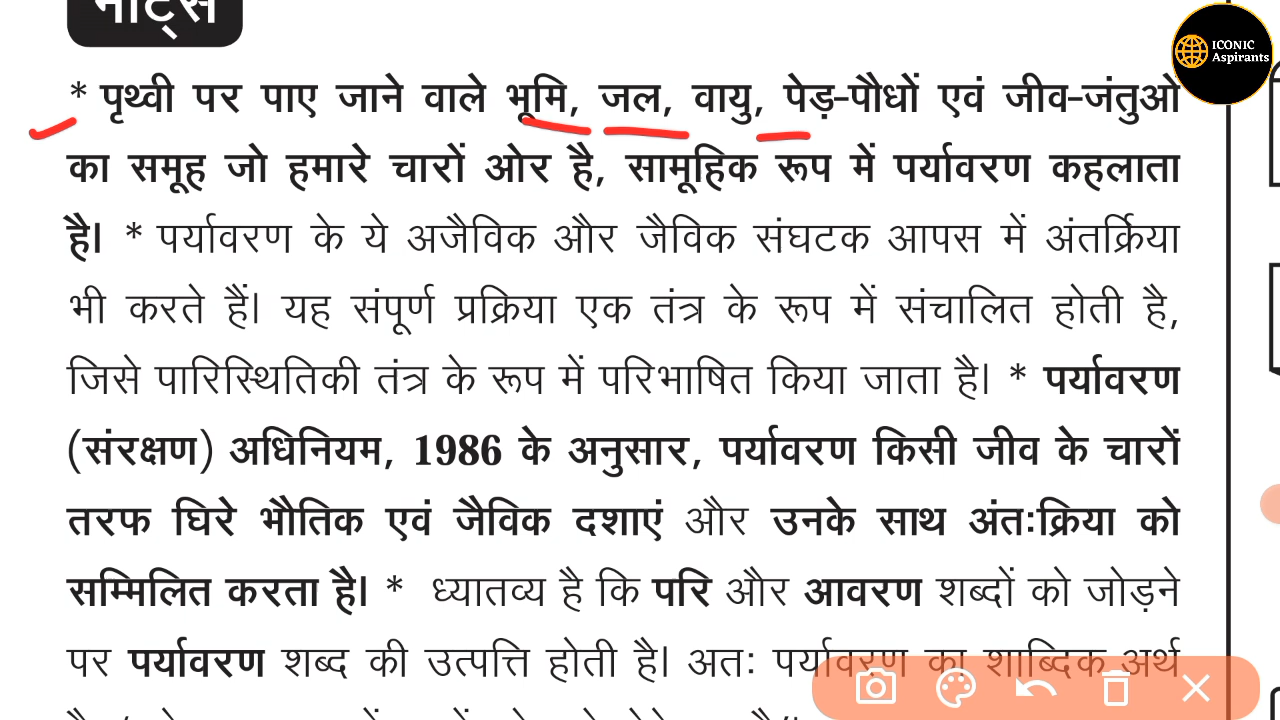 नोट्स
ICONIC
Aspirants
* पृथ्वी पर पाए जाने वाले भूमि, जल, वायु, पेड़-पौधों एवं जीव-जंतुओं
का समूह जो हमारे चारों ओर है, सामूहिक रूप में पर्यावरण कहलाता
है। * पर्यावरण के ये अजैविक और जैविक संघटक आपस में अंतर्क्रिया
भी करते हैं। यह संपूर्ण प्रक्रिया एक तंत्र के रूप में संचालित होती है,
जिसे पारिस्थितिकी तंत्र के रूप में परिभाषित किया जाता है। * पर्यावरण
(संरक्षण) अधिनियम, 1986 के अनुसार, पर्यावरण किसी जीव के चारों
तरफ घिरे भौतिक एवं जैविक दशाएं और उनके साथ अंतःक्रिया को
सम्मिलित करता है। * ध्यातव्य है कि परि और आवरण शब्दों को जोड़ने
पर पर्यावरण शब्द की उत्पत्ति होती है। अतः पर्यावरण का शाब्दिक अर्थ